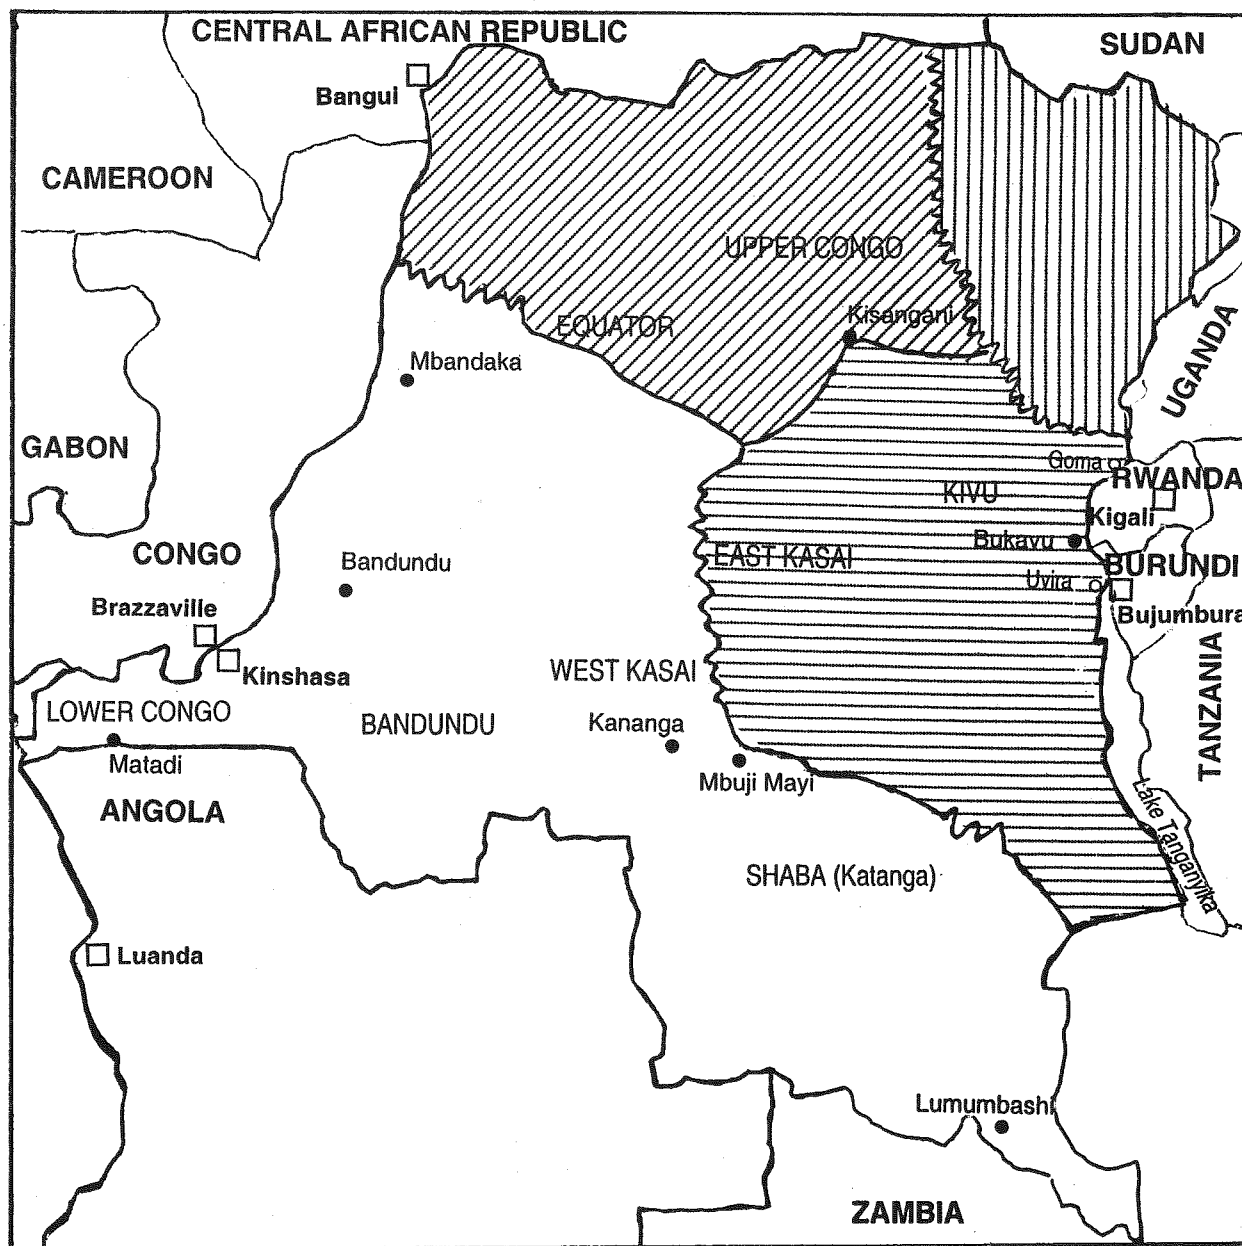 CENTRAL AFRICAN REPUBLIC
SUDAN
Bangui
CAMEROON
UPPER CONGO
Kisangani
EQUATOR
UGANDA
Mbandaka
GABON
Goma
RWANDA
KIVU
Kigali
Bukavu
CONGO
EAST KASAI
Bandundu
BURUNDI
Uvira
Brazzaville
Bujumbura
Kinshasa
WEST KASAI
TANZANIA
LOWER CONGO
BANDUNDU
Kananga
Matadi
Mbuji Mayi
ANGOLA
Lake Tanganyika
SHABA (Katanga)
Luanda
Lumumbashi
ZAMBIA